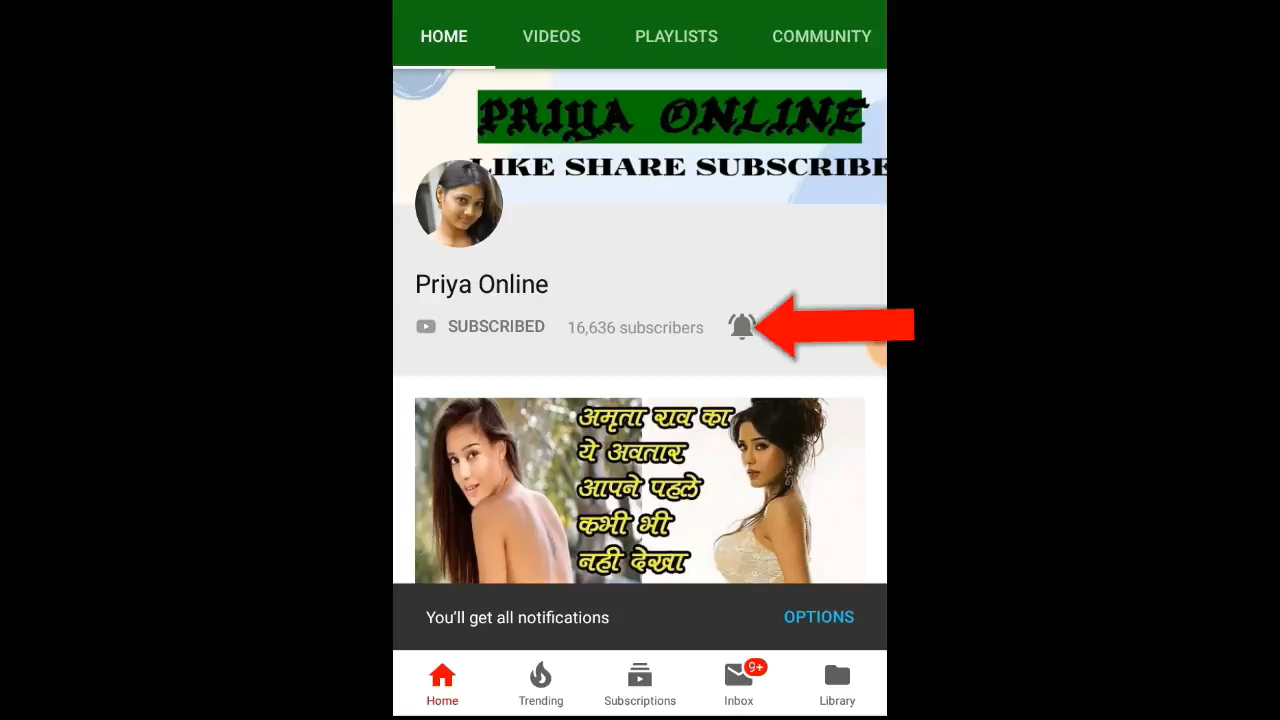 HOME VIDEOS PLAYLISTS COMMUNITY
PRIYA ONLINE
LIKE SHARE SUBSCRIBE
Priya Online
SUBSCRIBED 16,636 subscribers
अमृता राव का
ये अवतार
आपने पहले
कभी भी
नही देखा
You'll get all notifications OPTIONS
9+
Home Trending Subscriptions Inbox Library